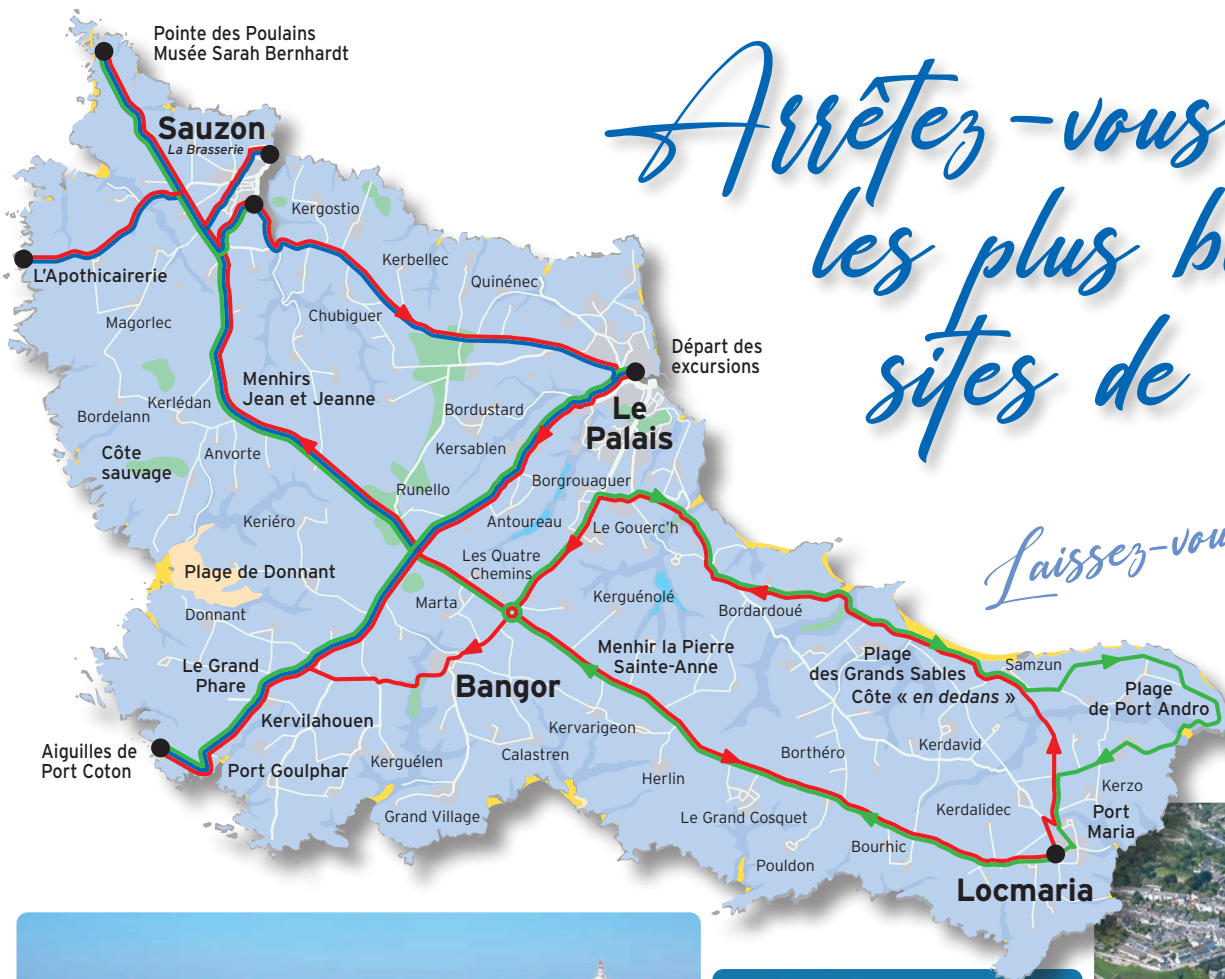 Pointe des Poulains
Musée Sarah Bernhardt
Sauzon
La Brasserie
Arrêtez-vous
les plus b
sites de
Kergostio
Kerbellec
L'Apothicairerie
Quinénec
Magorlec
Chubiguer
Départ des
excursions
Menhirs
Jean et Jeanne
Kerlédan
Bordelann
Bordustard
Le
Palais
Côte
sauvage
Anvorte
Kersablen
Runello
Borgrouaguer
Keriéro
Antoureau
Le Gouerc'h
Les Quatre
Chemins
Laissez-vou
Plage de Donnant
Donnant
Marta
Kerguénolé
Bordardoué
Menhir la Pierre
Sainte-Anne
Plage
des Grands Sables
Côte « en dedans »
Samzun
Le Grand
Phare
Bangor
Plage
de Port Andro
Kervilahouen
Kervarigeon
Aiguilles de
Port Coton
Port Goulphar
Kerguélen
Calastren
Borthéro
Kerdavid
Herlin
Kerzo
Grand Village
Le Grand Cosquet
Kerdalidec
Port
Maria
Bourhic
Pouldon
Locmaria